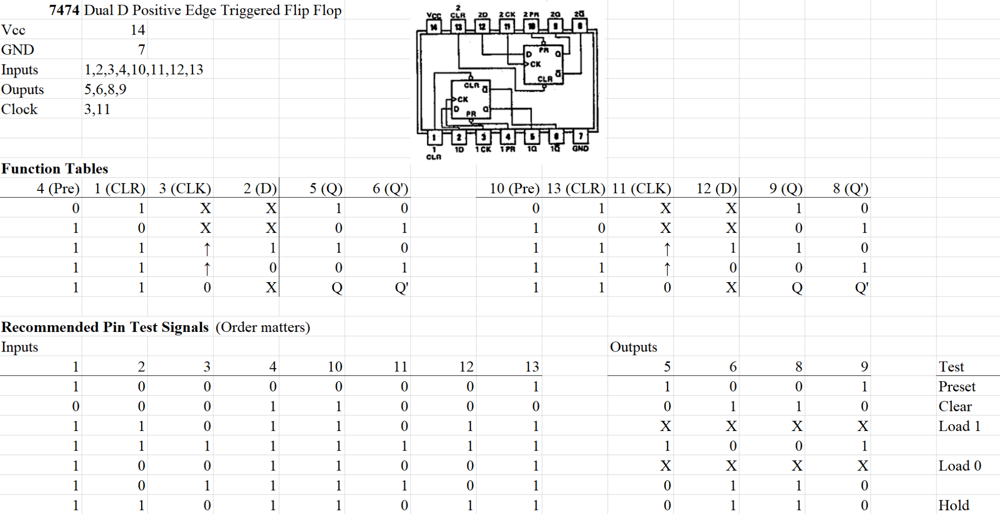 7474 Dual D Positive Edge Triggered Flip Flop
Vcc 14
GND 7
Inputs 1,2,3,4,10,11,12,13
Ouputs 5,6,8,9
Clock 3,11
2
VCC CLR 2D 2 CK 2 PR 2Q 2Q̅
14 13 12 11 10 9 8
PR
D Q
CK
CLR Q̅
CLR Q̅
CK
D Q
PR
1 2 3 4 5 6 7
1 1D 1 CK 1 PR 1Q 1Q̅ GND
CLR
Function Tables
4 (Pre) 1 (CLR) 3 (CLK) 2 (D) 5 (Q) 6 (Q') 10 (Pre) 13 (CLR) 11 (CLK) 12 (D) 9 (Q) 8 (Q')
0 1 X X 1 0 0 1 X X 1 0
1 0 X X 0 1 1 0 X X 0 1
1 1 ↑ 1 1 0 1 1 ↑ 1 1 0
1 1 ↑ 0 0 1 1 1 ↑ 0 0 1
1 1 0 X Q Q' 1 1 0 X Q Q'
Recommended Pin Test Signals (Order matters)
Inputs Outputs
1 2 3 4 10 11 12 13 5 6 8 9 Test
1 0 0 0 0 0 0 1 1 0 0 1 Preset
0 0 0 1 1 0 0 0 0 1 1 0 Clear
1 1 0 1 1 0 1 1 X X X X Load 1
1 1 1 1 1 1 1 1 1 0 0 1
1 0 0 1 1 0 0 1 X X X X Load 0
1 0 1 1 1 1 0 1 0 1 1 0
1 1 0 1 1 0 1 1 0 1 1 0 Hold